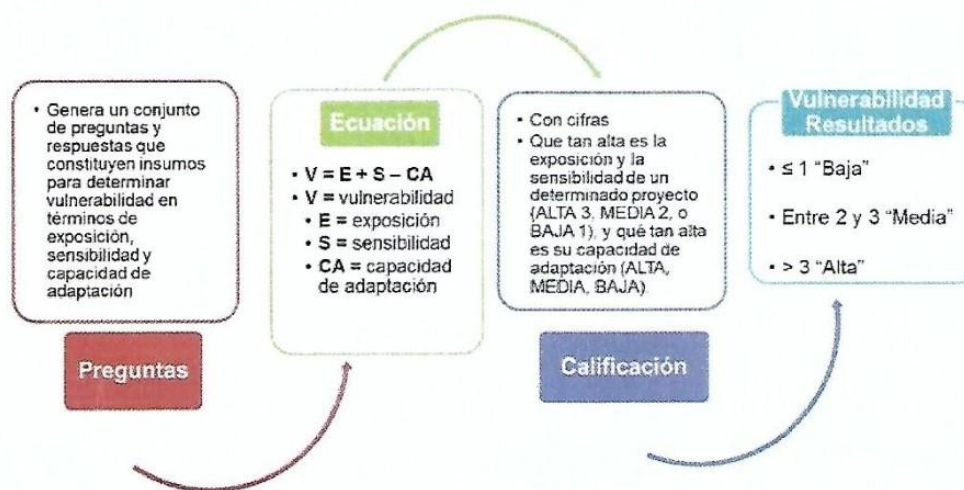 • Genera un conjunto
de preguntas y
respuestas que
constituyen insumos
para determinar
vulnerabilidad en
términos de
exposición,
sensibilidad y
capacidad de
adaptación
Preguntas
Ecuación
• V = E + S – CA
• V = vulnerabilidad
• E = exposición
• S = sensibilidad
• CA = capacidad
de adaptación
• Con cifras
• Que tan alta es la
exposición y la
sensibilidad de un
determinado proyecto
(ALTA 3, MEDIA 2, o
BAJA 1), y qué tan alta
es su capacidad de
adaptación (ALTA,
MEDIA, BAJA)
Calificación
Vulnerabilidad
Resultados
• ≤ 1 “Baja”
• Entre 2 y 3 “Media”
• > 3 “Alta”